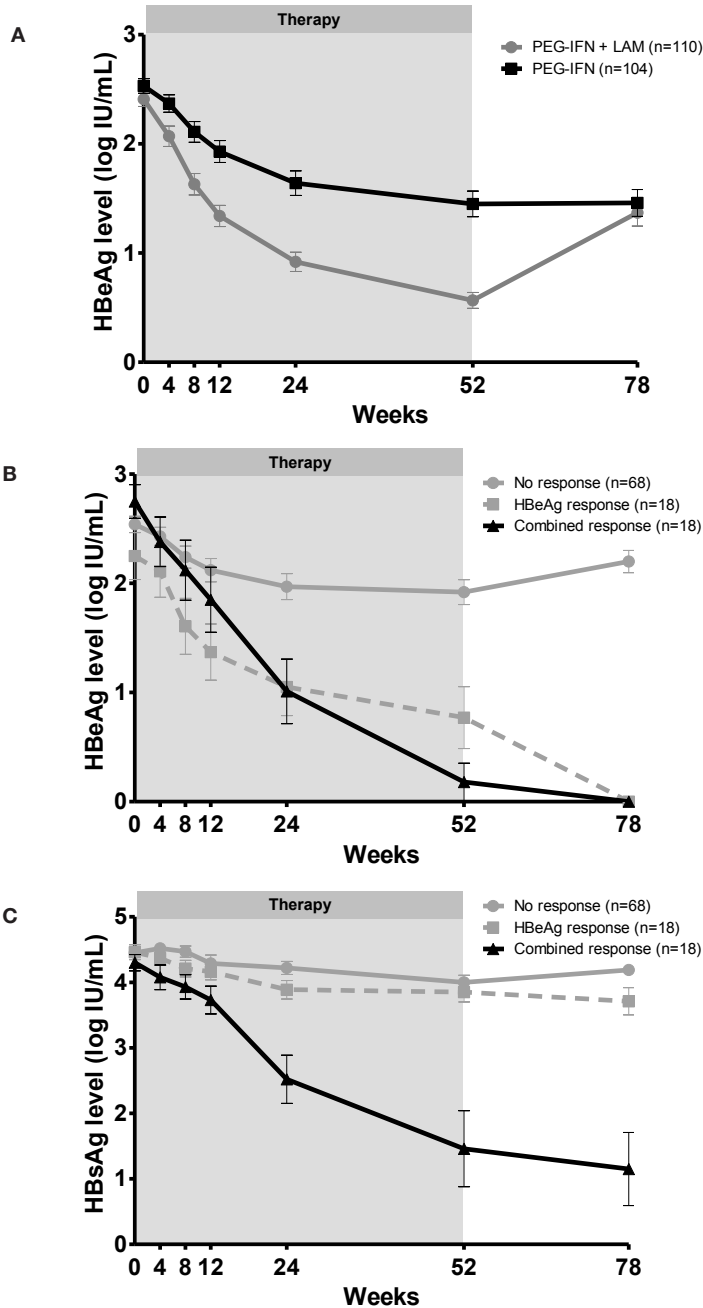 A
Therapy
3
2
1
0
HBeAg level (log IU/mL)
PEG-IFN + LAM (n=110)
PEG-IFN (n=104)
0 4 8 12 24 52 78
Weeks
B
Therapy
3
2
1
0
HBeAg level (log IU/mL)
No response (n=68)
HBeAg response (n=18)
Combined response (n=18)
0 4 8 12 24 52 78
Weeks
C
Therapy
5
4
3
2
1
0
HBsAg level (log IU/mL)
No response (n=68)
HBeAg response (n=18)
Combined response (n=18)
0 4 8 12 24 52 78
Weeks